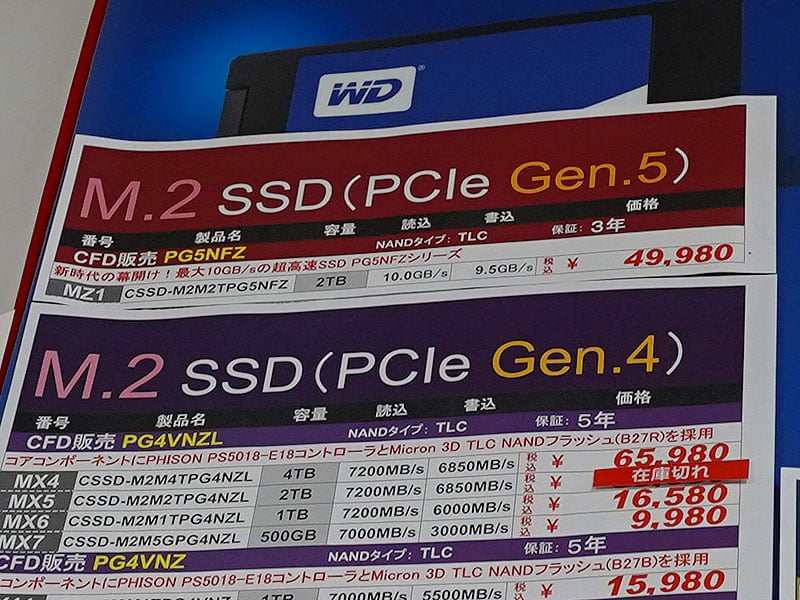 WD®
M.2 SSD（PCIe Gen.5）
番号 製品名 容量 読込 書込 価格
CFD販売 PG5NFZ NANDタイプ: TLC 保証: 3年
新時代の幕開け！最大10GB/sの超高速SSD PG5NFZシリーズ
MZ1 CSSD-M2M2TPG5NFZ 2TB 10.0GB/s 9.5GB/s 税込 ￥ 49,980
M.2 SSD（PCIe Gen.4）
番号 製品名 容量 読込 書込 価格
CFD販売 PG4VNZL NANDタイプ: TLC 保証: 5年
コアコンポーネントにPHISON PS5018-E18コントローラとMicron 3D TLC NANDフラッシュ(B27R)を採用
MX4 CSSD-M2M4TPG4NZL 4TB 7200MB/s 6850MB/s 税込 ￥ 65,980
MX5 CSSD-M2M2TPG4NZL 2TB 7200MB/s 6850MB/s 税込 ￥ 在庫切れ
MX6 CSSD-M2M1TPG4NZL 1TB 7200MB/s 6000MB/s 税込 ￥ 16,580
MX7 CSSD-M2M5GPG4NZL 500GB 7000MB/s 3000MB/s 税込 ￥ 9,980
CFD販売 PG4VNZ NANDタイプ: TLC 保証: 5年
コンポーネントにPHISON PS5018-E18コントローラとMicron 3D TLC NANDフラッシュ(B27B)を採用
1TB 7000MB/s 5500MB/s 税込 ￥ 15,980